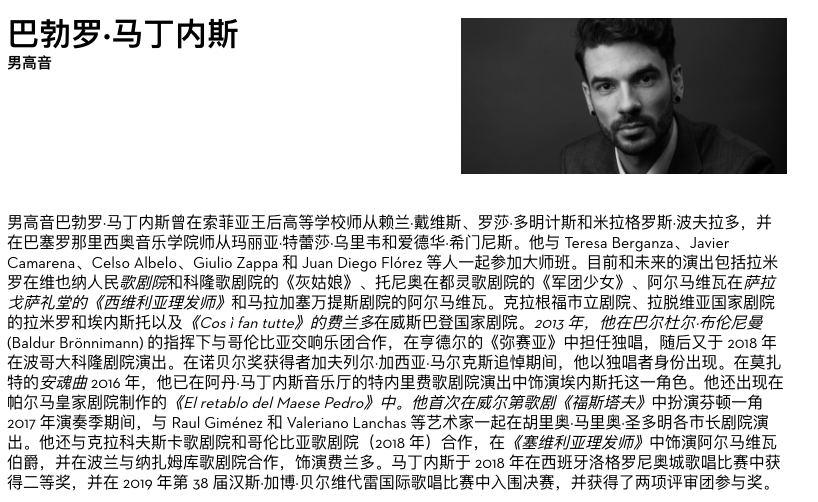 巴勃罗·马丁内斯
男高音
男高音巴勃罗·马丁内斯曾在索菲亚王后高等学校师从赖兰·戴维斯、罗莎·多明计斯和米拉格罗斯·波夫拉多，并
在巴塞罗那里西奥音乐学院师从玛丽亚·特蕾莎·乌里韦和爱德华·希门尼斯。他与 Teresa Berganza、Javier
Camarena、Celso Albelo、Giulio Zappa 和 Juan Diego Flórez 等人一起参加大师班。目前和未来的演出包括拉米
罗在维也纳人民歌剧院和科隆歌剧院的《灰姑娘》、托尼奥在都灵歌剧院的《军团少女》、阿尔马维瓦在萨拉
戈萨礼堂的《西维利亚理发师》和马拉加塞万提斯剧院的阿尔马维瓦。克拉根福市立剧院、拉脱维亚国家剧院
的拉米罗和埃内斯托以及《Cos ì fan tutte》的费兰多在威斯巴登国家剧院。2013 年，他在巴尔杜尔·布伦尼曼
(Baldur Brönnimann) 的指挥下与哥伦比亚交响乐团合作，在亨德尔的《弥赛亚》中担任独唱，随后又于 2018 年
在波哥大科隆剧院演出。在诺贝尔奖获得者加夫列尔·加西亚·马尔克斯追悼期间，他以独唱者身份出现。在莫扎
特的安魂曲 2016 年，他已在阿丹·马丁内斯音乐厅的特内里费歌剧院演出中饰演埃内斯托这一角色。他还出现在
帕尔马皇家剧院制作的《El retablo del Maese Pedro》中。他首次在威尔第歌剧《福斯塔夫》中扮演芬顿一角
2017 年演奏季期间，与 Raul Giménez 和 Valeriano Lanchas 等艺术家一起在胡里奥·马里奥·圣多明各市长剧院演
出。他还与克拉科夫斯卡歌剧院和哥伦比亚歌剧院（2018 年）合作，在《塞维利亚理发师》中饰演阿尔马维瓦
伯爵，并在波兰与纳扎姆库歌剧院合作，饰演费兰多。马丁内斯于 2018 年在西班牙洛格罗尼奥城歌唱比赛中获
得二等奖，并在 2019 年第 38 届汉斯·加博·贝尔维代雷国际歌唱比赛中入围决赛，并获得了两项评审团参与奖。